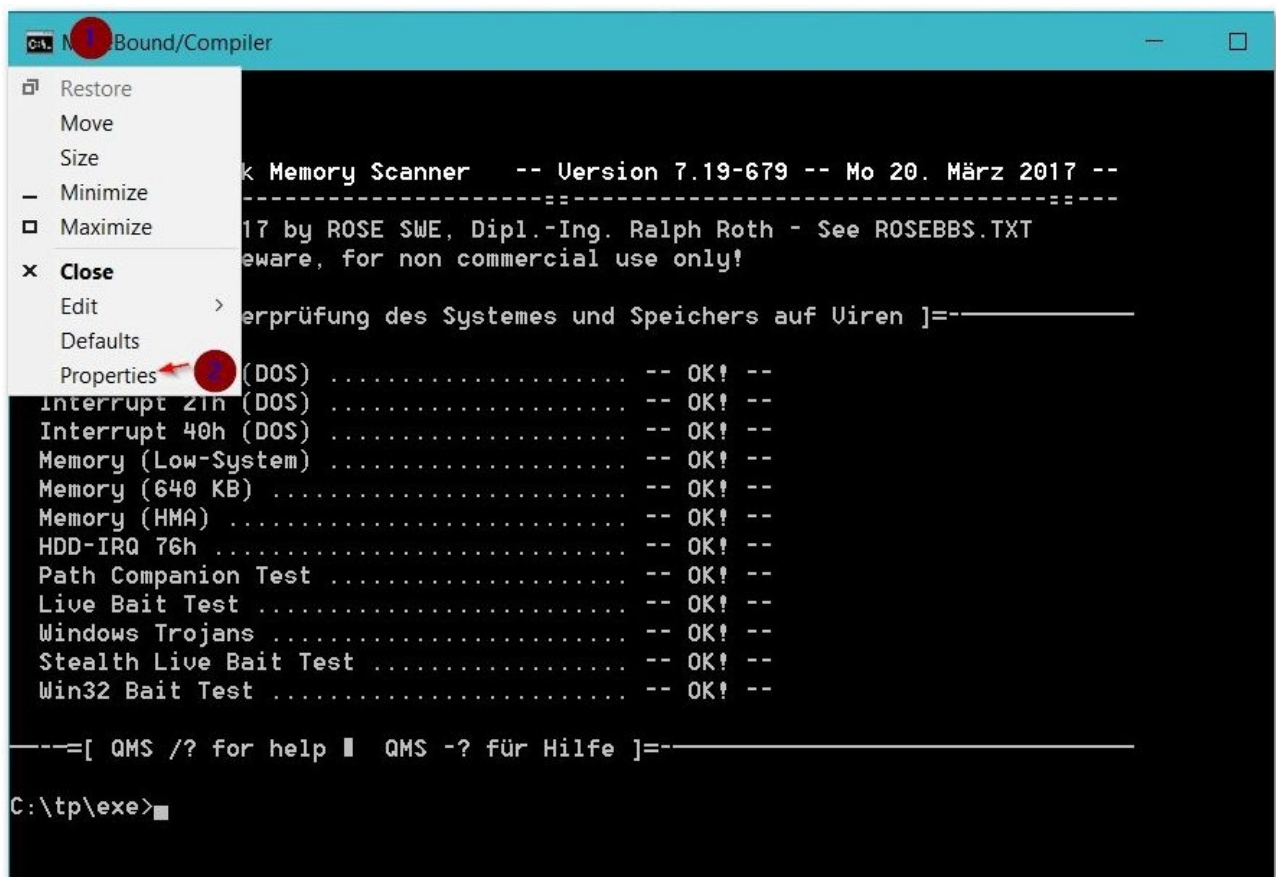 1
Bound/Compiler
Restore
Move
Size
Minimize
Maximize
Close
Edit
Defaults
Properties
2
k Memory Scanner -- Version 7.19-679 -- Mo 20. März 2017 --
17 by ROSE SWE, Dipl.-Ing. Ralph Roth - See ROSEBBS.TXT
eware, for non commercial use only!
erprüfung des Systemes und Speichers auf Viren ]=-
(DOS) ..................... -- OK! --
Interrupt 21h (DOS) ..................... -- OK! --
Interrupt 40h (DOS) ..................... -- OK! --
Memory (Low-System) ..................... -- OK! --
Memory (640 KB) ......................... -- OK! --
Memory (HMA) ............................ -- OK! --
HDD-IRQ 76h ............................. -- OK! --
Path Companion Test ..................... -- OK! --
Live Bait Test .......................... -- OK! --
Windows Trojans ......................... -- OK! --
Stealth Live Bait Test .................. -- OK! --
Win32 Bait Test ......................... -- OK! --
----=[ QMS /? for help ▌ QMS -? für Hilfe ]=--
C:\tp\exe>